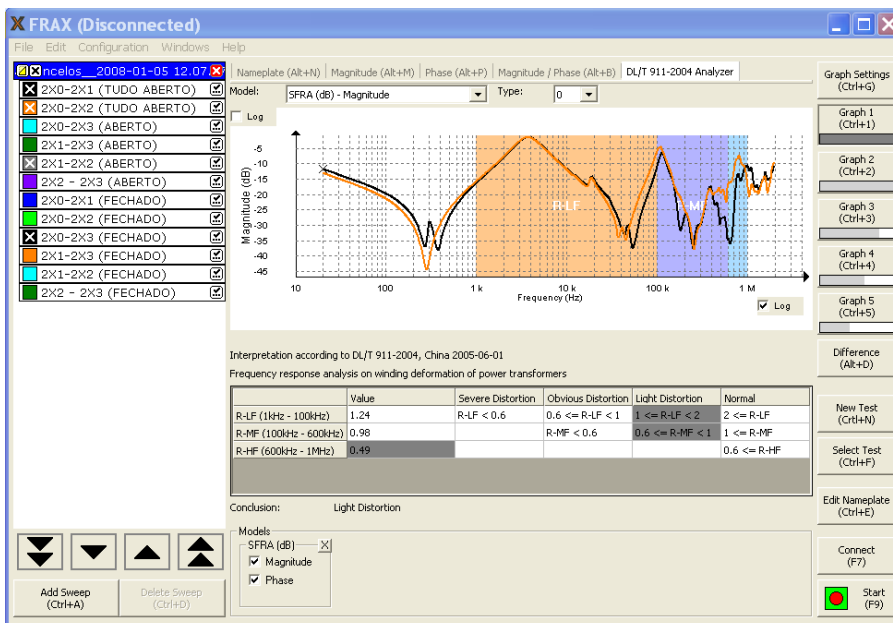 FRAX (Disconnected)
File Edit Configuration Windows Help
ncelos__2008-01-05 12.07.
2X0-2X1 (TUDO ABERTO)
2X0-2X2 (TUDO ABERTO)
2X0-2X3 (ABERTO)
2X1-2X3 (ABERTO)
2X1-2X2 (ABERTO)
2X2 - 2X3 (ABERTO)
2X0-2X1 (FECHADO)
2X0-2X2 (FECHADO)
2X0-2X3 (FECHADO)
2X1-2X3 (FECHADO)
2X1-2X2 (FECHADO)
2X2 - 2X3 (FECHADO)
Add Sweep
(Ctrl+A)
Delete Sweep
(Ctrl+D)
Nameplate (Alt+N) Magnitude (Alt+M) Phase (Alt+P) Magnitude / Phase (Alt+B) DL/T 911-2004 Analyzer
Model: SFRA (dB) - Magnitude Type: 0
Log
Magnitude (dB)
-5
-10
-15
-20
-25
-30
-35
-40
-45
R-LF
MF
10 100 1 k 10 k 100 k 1 M
Frequency (Hz)
Log
Interpretation according to DL/T 911-2004, China 2005-06-01
Frequency response analysis on winding deformation of power transformers
Value Severe Distortion Obvious Distortion Light Distortion Normal
R-LF (1kHz - 100kHz) 1.24 R-LF < 0.6 0.6 <= R-LF < 1 1 <= R-LF < 2 2 <= R-LF
R-MF (100kHz - 600kHz) 0.98 R-MF < 0.6 0.6 <= R-MF < 1 1 <= R-MF
R-HF (600kHz - 1MHz) 0.49 0.6 <= R-HF
Conclusion: Light Distortion
Models
SFRA (dB) X
Magnitude
Phase
Graph Settings
(Ctrl+G)
Graph 1
(Ctrl+1)
Graph 2
(Ctrl+2)
Graph 3
(Ctrl+3)
Graph 4
(Ctrl+4)
Graph 5
(Ctrl+5)
Difference
(Alt+D)
New Test
(Crtl+N)
Select Test
(Ctrl+F)
Edit Nameplate
(Ctrl+E)
Connect
(F7)
Start
(F9)